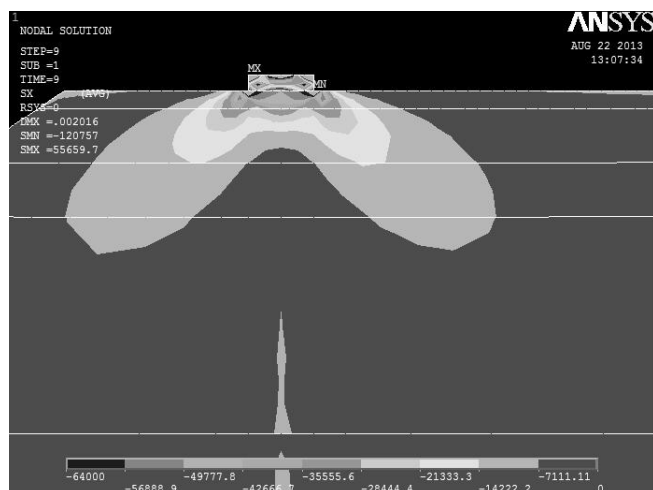 1
NODAL SOLUTION
ANSYS
AUG 22 2013
13:07:34
STEP=9
SUB =1
TIME=9
SX (AVG)
RSYS=0
DMX =.002016
SMN =-120757
SMX =55659.7
MX
MN
-64000 -49777.8 -35555.6 -21333.3 -7111.11
-56888.9 -42666.7 -28444.4 -14222.2 0